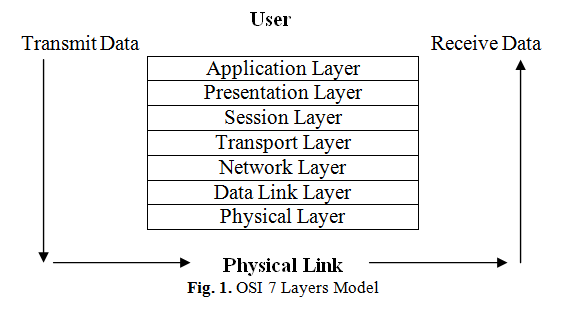 User
Transmit Data
Receive Data
Application Layer
Presentation Layer
Session Layer
Transport Layer
Network Layer
Data Link Layer
Physical Layer
Physical Link
Fig. 1. OSI 7 Layers Model